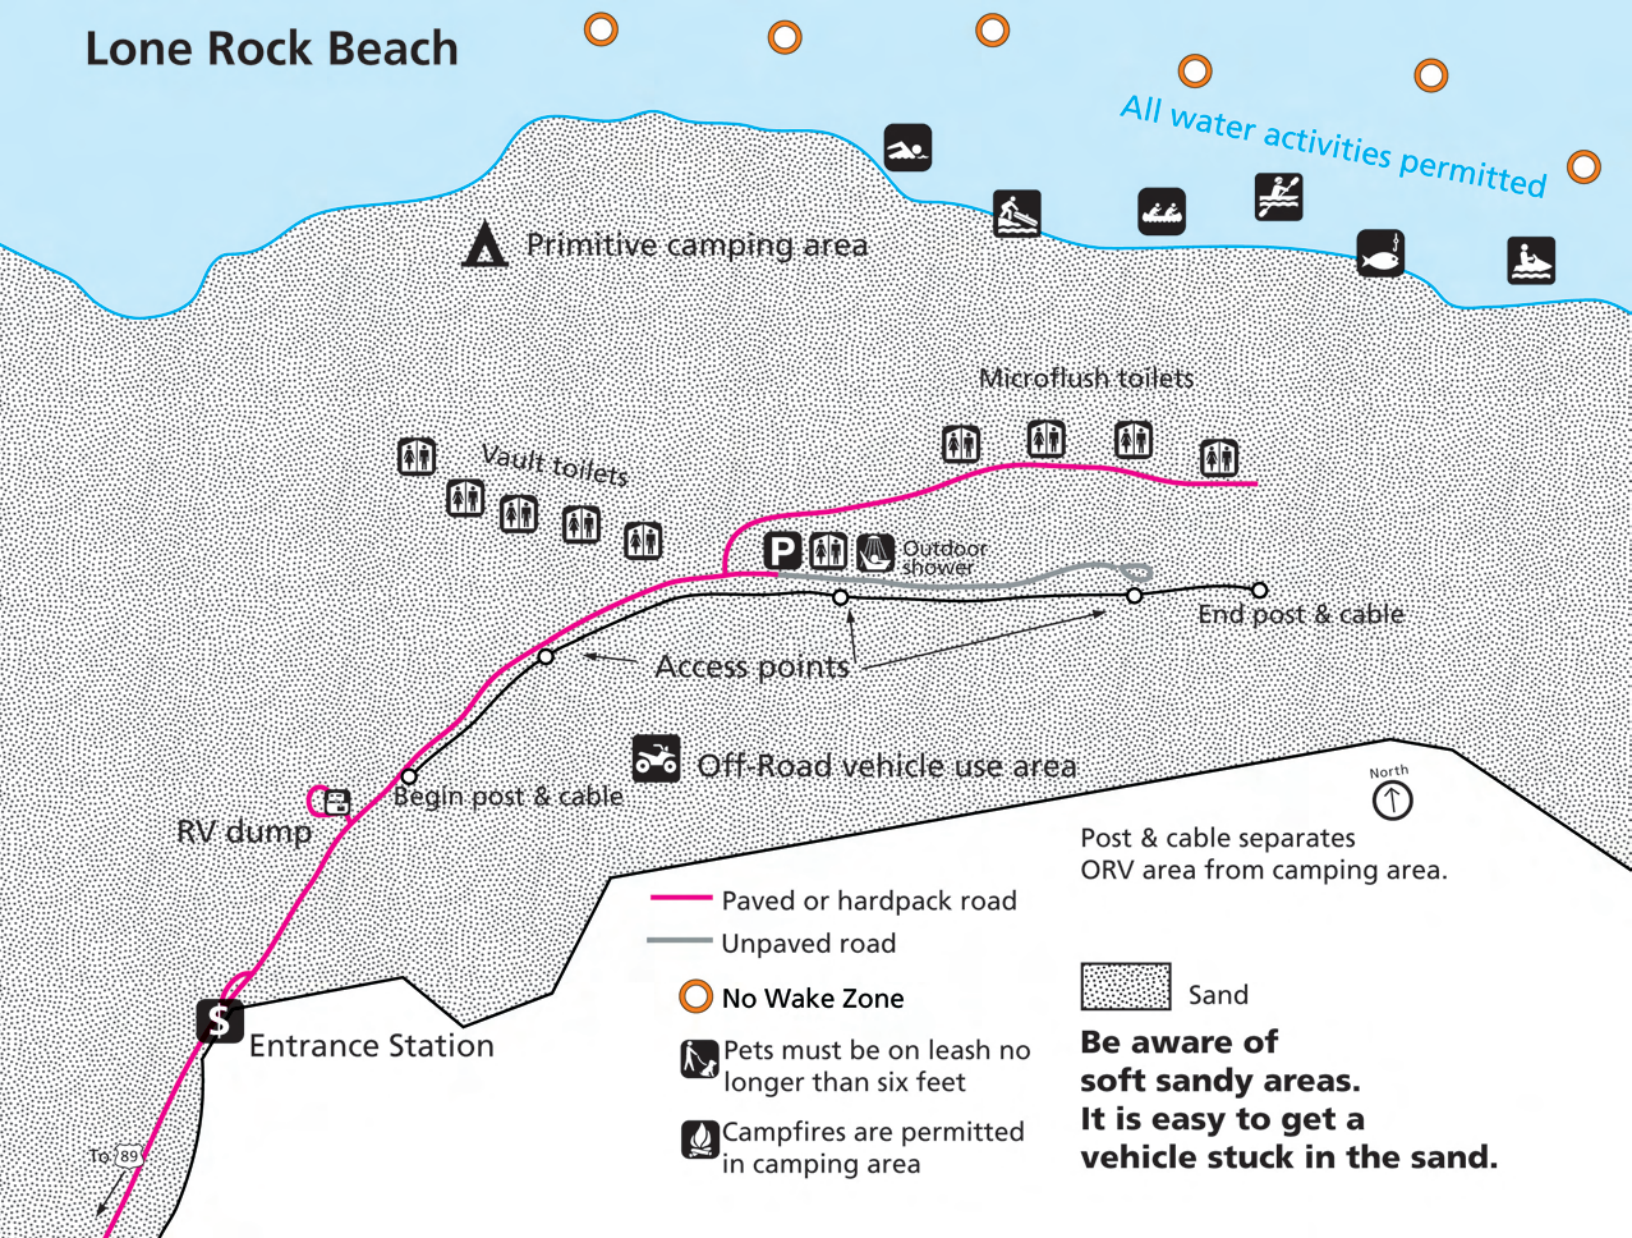 Lone Rock Beach
All water activities permitted
Primitive camping area
Microflush toilets
Vault toilets
P
Outdoor
shower
End post & cable
Access points
Off-Road vehicle use area
Begin post & cable
RV dump
North
Post & cable separates
ORV area from camping area.
Paved or hardpack road
Unpaved road
No Wake Zone
Pets must be on leash no
longer than six feet
Campfires are permitted
in camping area
Sand
Be aware of
soft sandy areas.
It is easy to get a
vehicle stuck in the sand.
$
Entrance Station
To 89